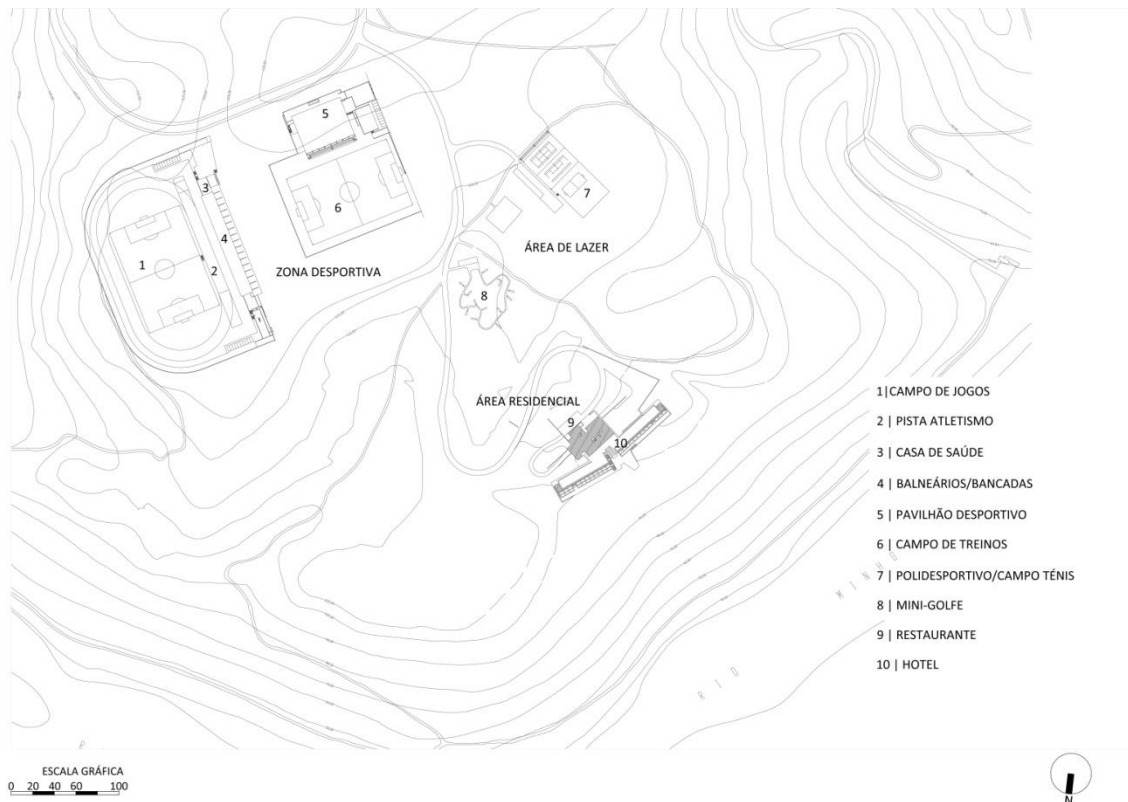 5
3
7
6
4
ÁREA DE LAZER
1
2
ZONA DESPORTIVA
8
ÁREA RESIDENCIAL
9
10
1|CAMPO DE JOGOS
2 | PISTA ATLETISMO
3 | CASA DE SAÚDE
4 | BALNEÁRIOS/BANCADAS
5 | PAVILHÃO DESPORTIVO
6 | CAMPO DE TREINOS
7 | POLIDESPORTIVO/CAMPO TÉNIS
8 | MINI-GOLFE
9 | RESTAURANTE
10 | HOTEL
RIO MINHO
ESCALA GRÁFICA
0 20 40 60 100
N